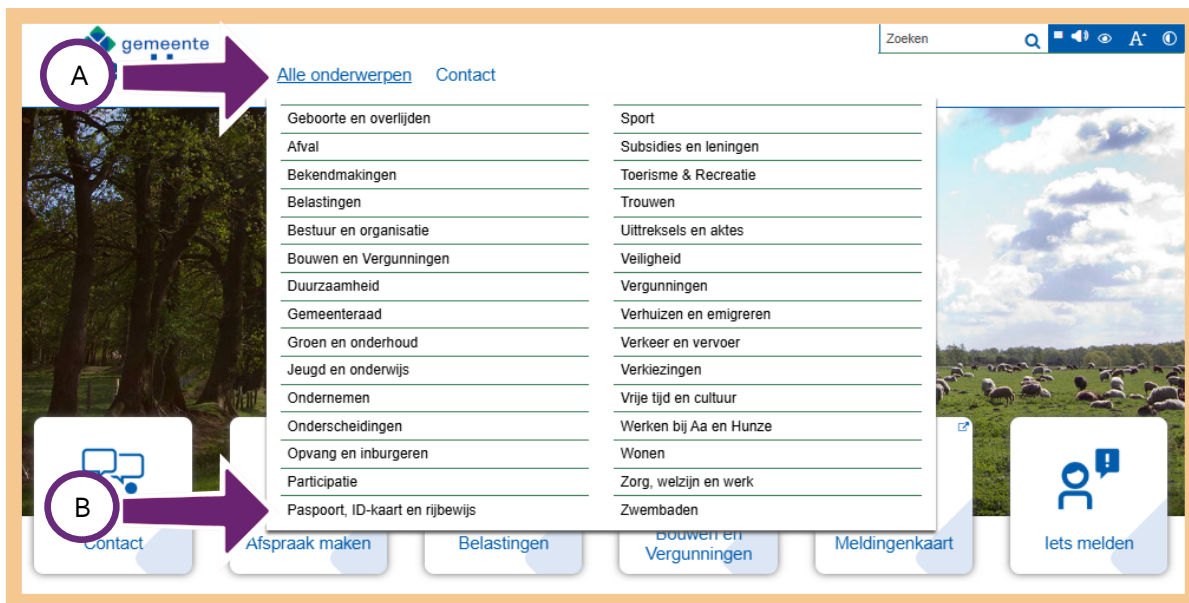 gemeente
Zoeken
A
Alle onderwerpen
Contact
Geboorte en overlijden
Afval
Bekendmakingen
Belastingen
Bestuur en organisatie
Bouwen en Vergunningen
Duurzaamheid
Gemeenteraad
Groen en onderhoud
Jeugd en onderwijs
Ondernemen
Onderscheidingen
Opvang en inburgeren
Participatie
Paspoort, ID-kaart en rijbewijs
Sport
Subsidies en leningen
Toerisme & Recreatie
Trouwen
Uittreksels en aktes
Veiligheid
Vergunningen
Verhuizen en emigreren
Verkeer en vervoer
Verkiezingen
Vrije tijd en cultuur
Werken bij Aa en Hunze
Wonen
Zorg, welzijn en werk
Zwembaden
A
B
Contact
Afspraak maken
Belastingen
Bouwen en
Vergunningen
Meldingenkaart
Iets melden